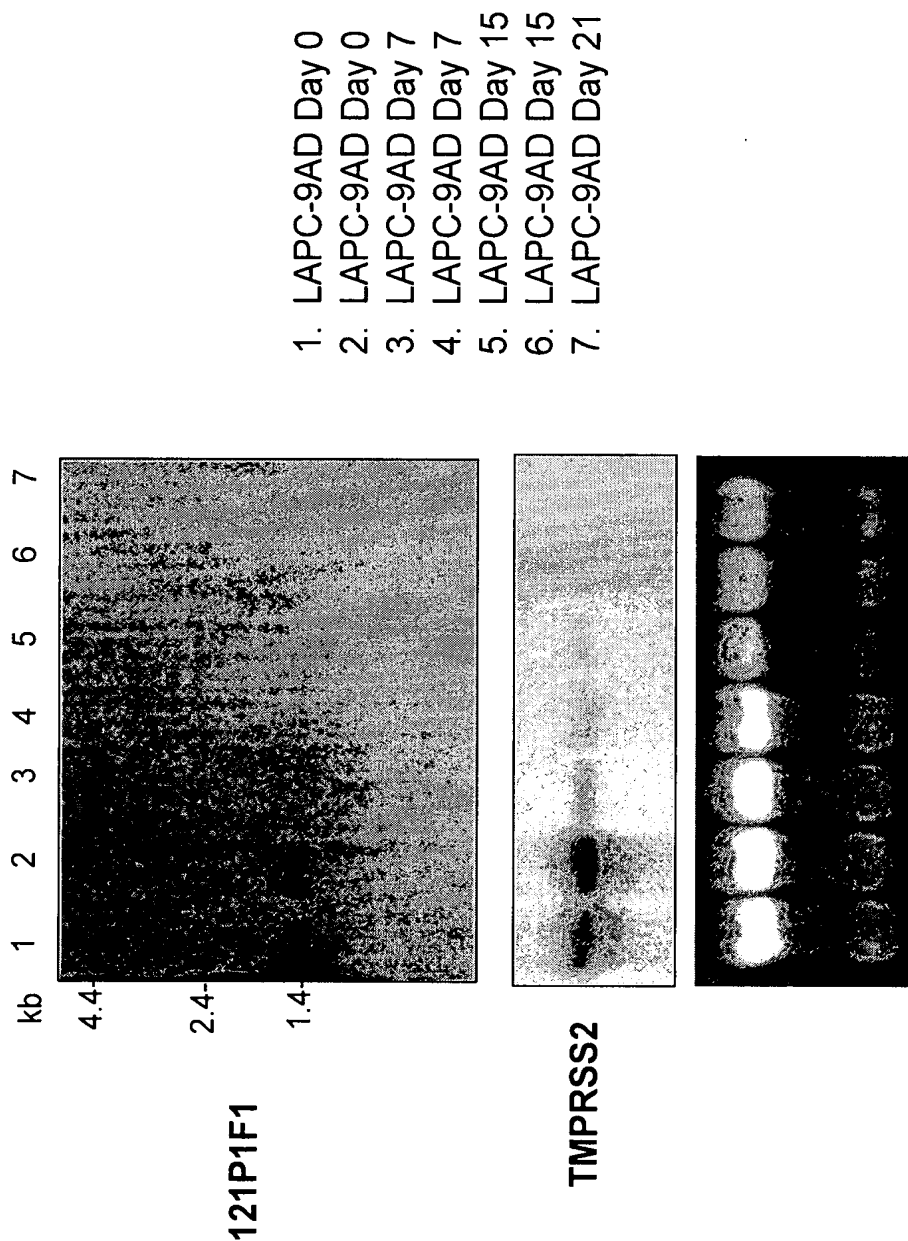 kb 1 2 3 4 5 6 7
4.4-
2.4-
1.4-
121P1F1
TMPRSS2
1. LAPC-9AD Day 0
2. LAPC-9AD Day 0
3. LAPC-9AD Day 7
4. LAPC-9AD Day 7
5. LAPC-9AD Day 15
6. LAPC-9AD Day 15
7. LAPC-9AD Day 21